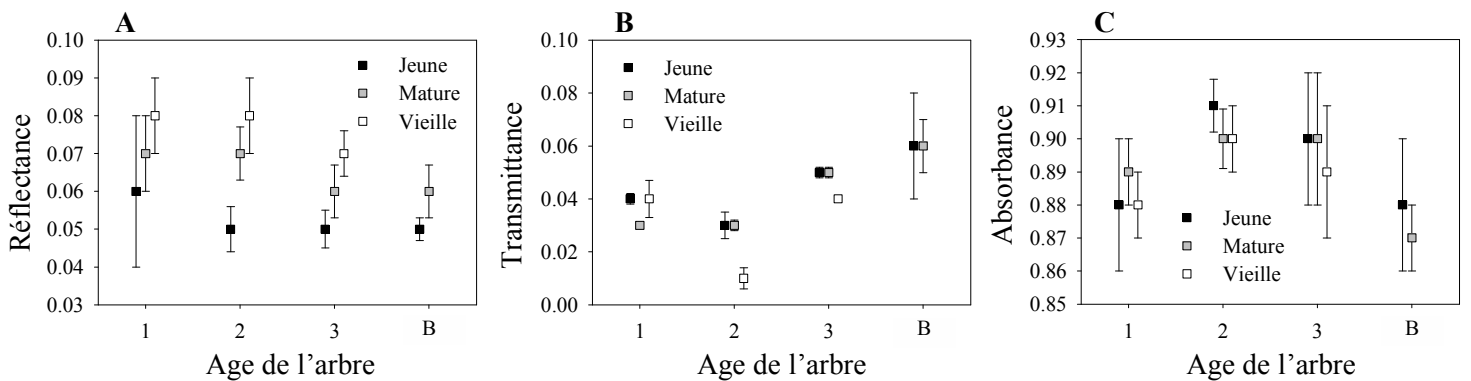 A
Réflectance
0.10
0.09
0.08
0.07
0.06
0.05
0.04
0.03
Jeune
Mature
Vieille
1 2 3 B
Age de l’arbre
B
Transmittance
0.10
0.08
0.06
0.04
0.02
0.00
Jeune
Mature
Vieille
1 2 3 B
Age de l’arbre
C
Absorbance
0.93
0.92
0.91
0.90
0.89
0.88
0.87
0.86
0.85
Jeune
Mature
Vieille
1 2 3 B
Age de l’arbre